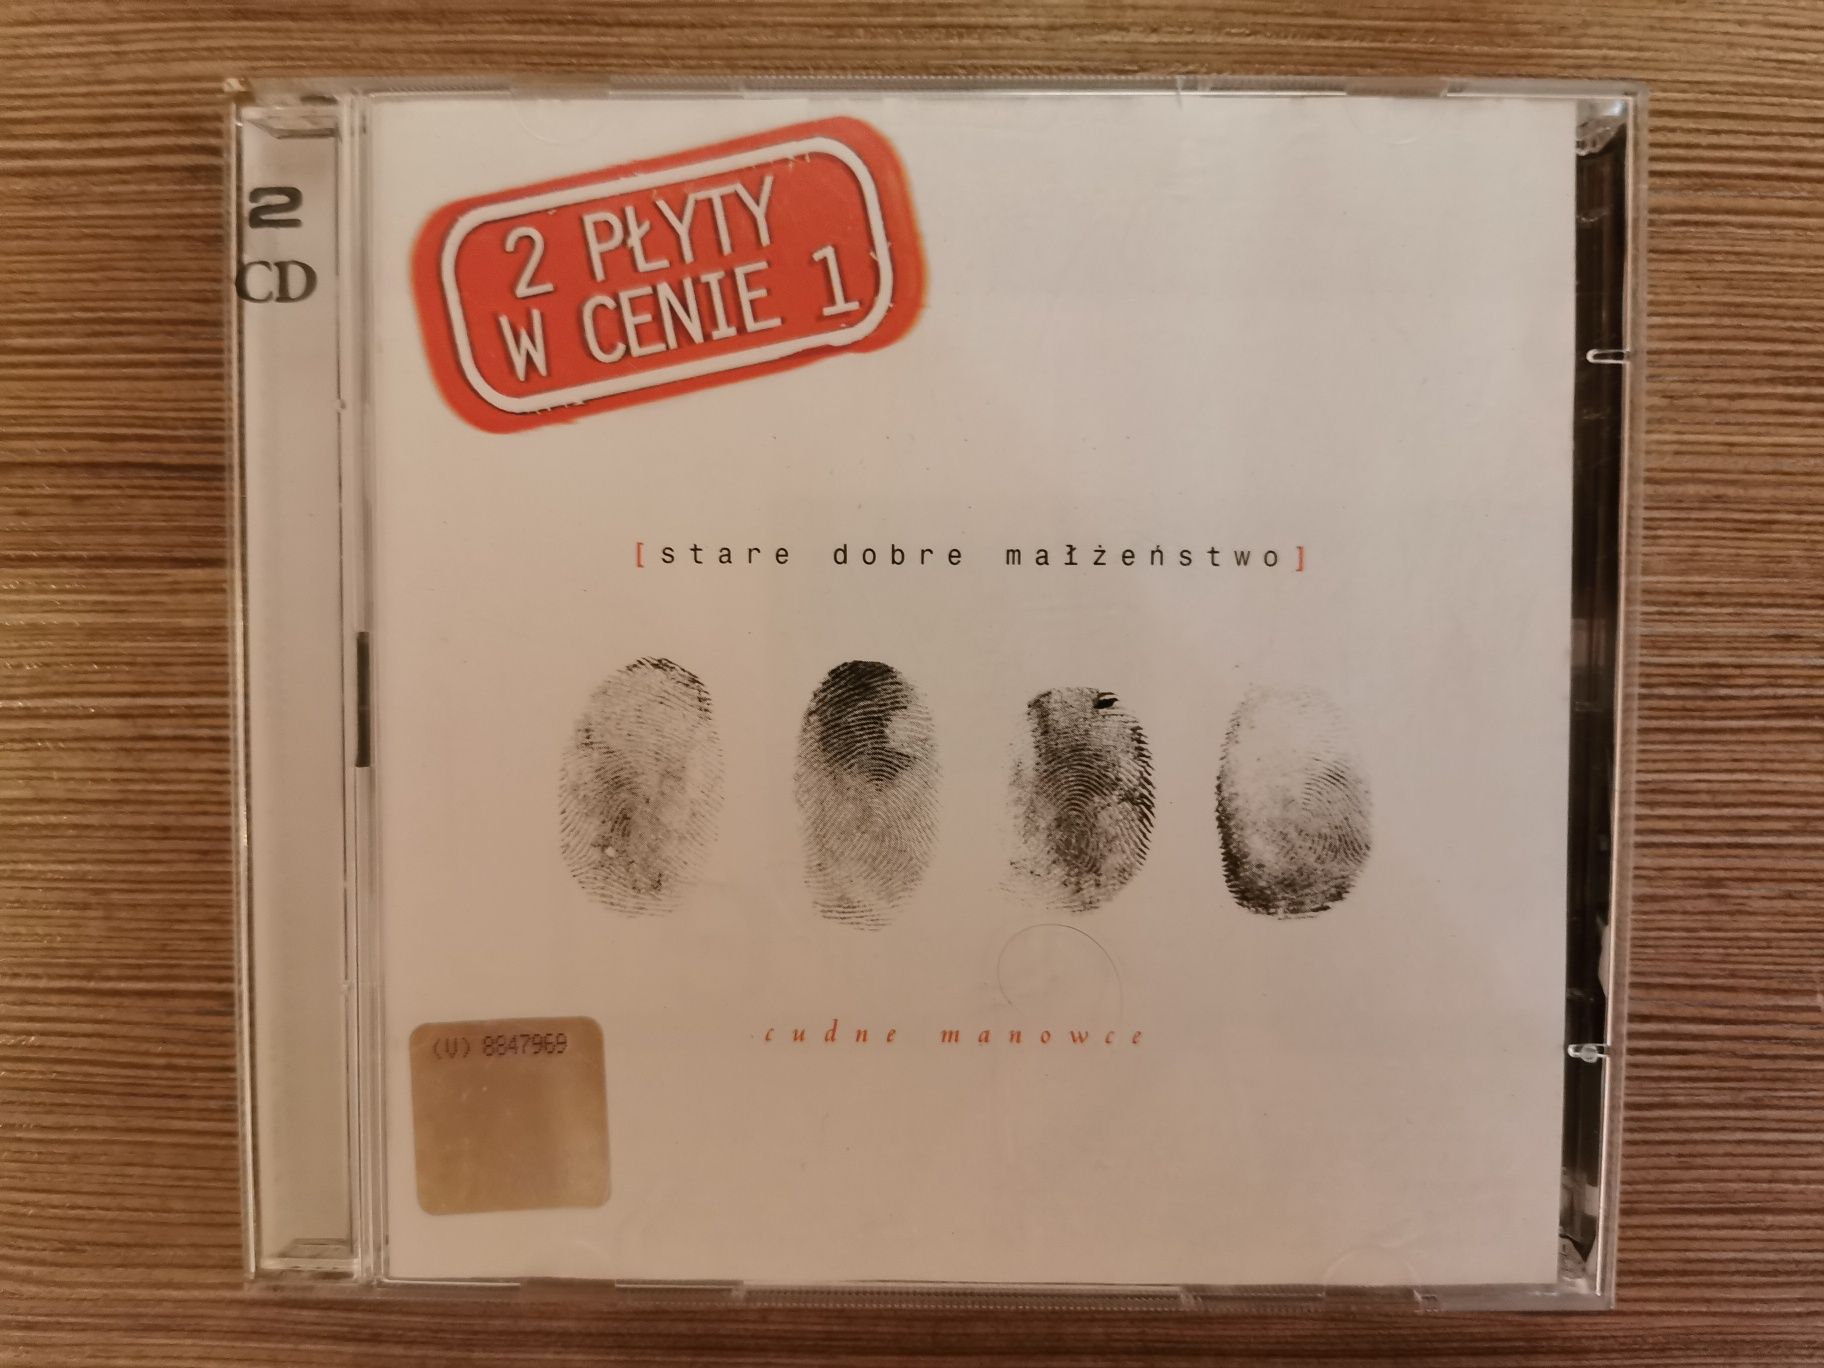 2
CD
2 PŁYTY
W CENIE 1
[stare dobre małżeństwo]
cudne manowce
(V) 8847969